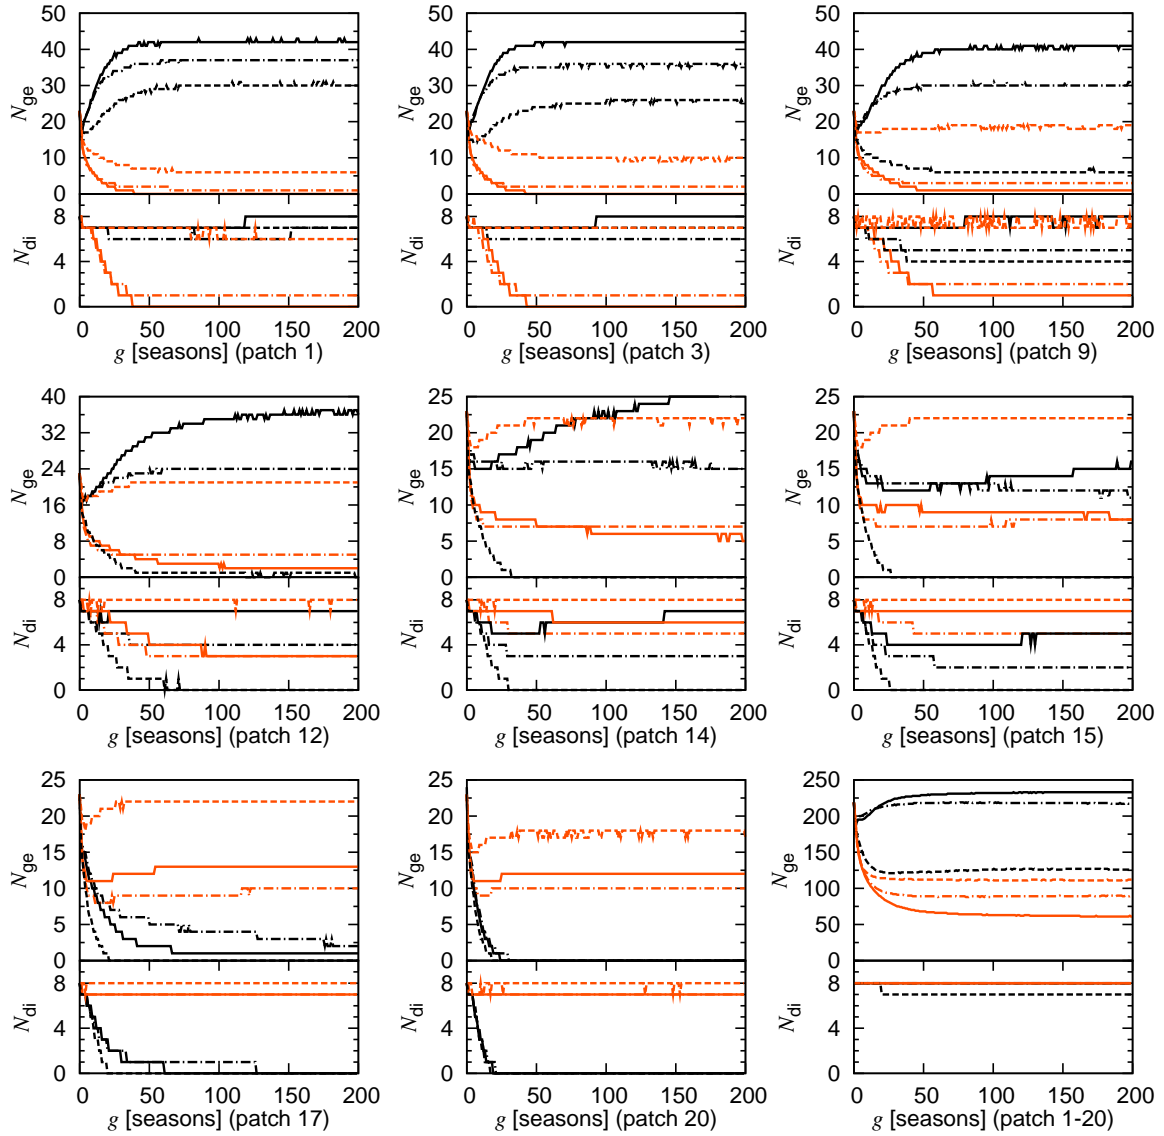 50
40
30
20
10
0
N_ge
8
4
0
N_di
0 50 100 150 200
g [seasons] (patch 1)
50
40
30
20
10
0
N_ge
8
4
0
N_di
0 50 100 150 200
g [seasons] (patch 3)
50
40
30
20
10
0
N_ge
8
4
0
N_di
0 50 100 150 200
g [seasons] (patch 9)
40
32
24
16
8
0
N_ge
8
4
0
N_di
0 50 100 150 200
g [seasons] (patch 12)
25
20
15
10
5
0
N_ge
8
4
0
N_di
0 50 100 150 200
g [seasons] (patch 14)
25
20
15
10
5
0
N_ge
8
4
0
N_di
0 50 100 150 200
g [seasons] (patch 15)
25
20
15
10
5
0
N_ge
8
4
0
N_di
0 50 100 150 200
g [seasons] (patch 17)
25
20
15
10
5
0
N_ge
8
4
0
N_di
0 50 100 150 200
g [seasons] (patch 20)
250
200
150
100
50
0
N_ge
8
4
0
N_di
0 50 100 150 200
g [seasons] (patch 1-20)